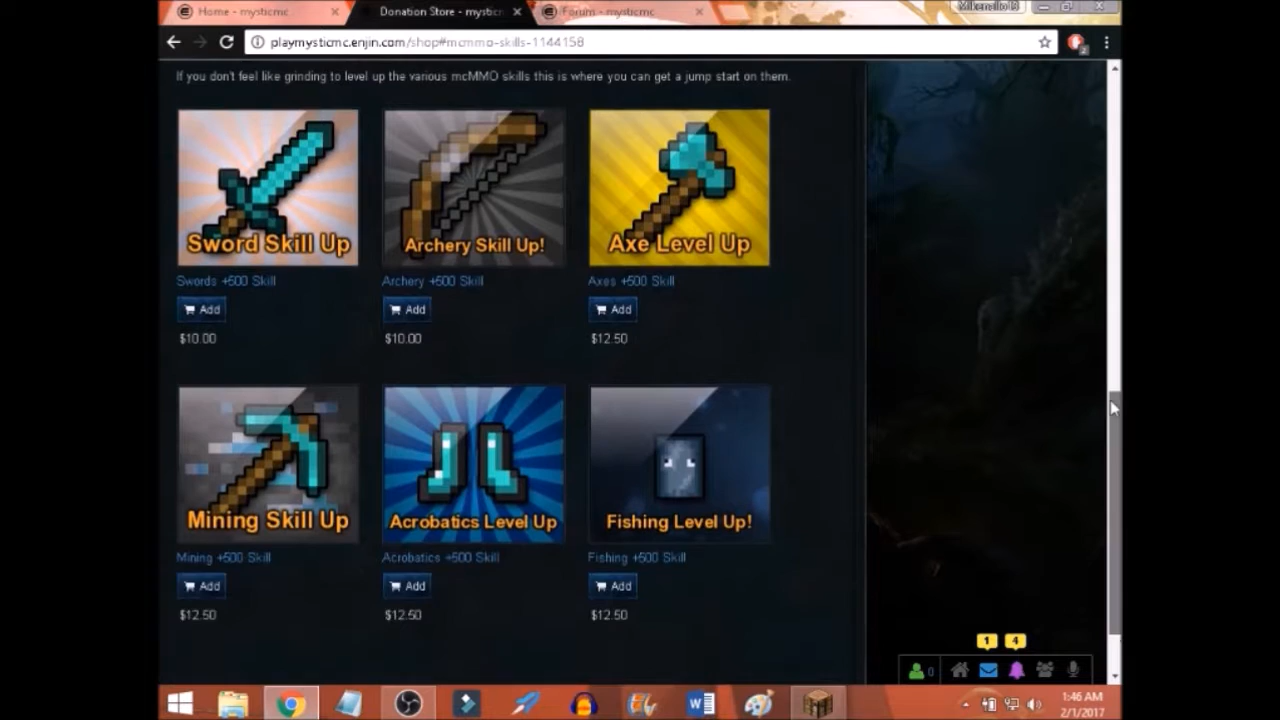 Home - mysticmc
Donation Store - mystic
Forum - mysticmc
playmysticmc.enjin.com/shop#mcmmo-skills-1144158
If you don't feel like grinding to level up the various mcMMO skills this is where you can get a jump start on them.
Sword Skill Up
Archery Skill Up!
Axe Level Up
Swords +500 Skill
Archery +500 Skill
Axes +500 Skill
Add
Add
Add
$10.00
$10.00
$12.50
Mining Skill Up
Acrobatics Level Up
Fishing Level Up!
Mining +500 Skill
Acrobatics +500 Skill
Fishing +500 Skill
Add
Add
Add
$12.50
$12.50
$12.50
1
4
0
1:46 AM
2/1/2017